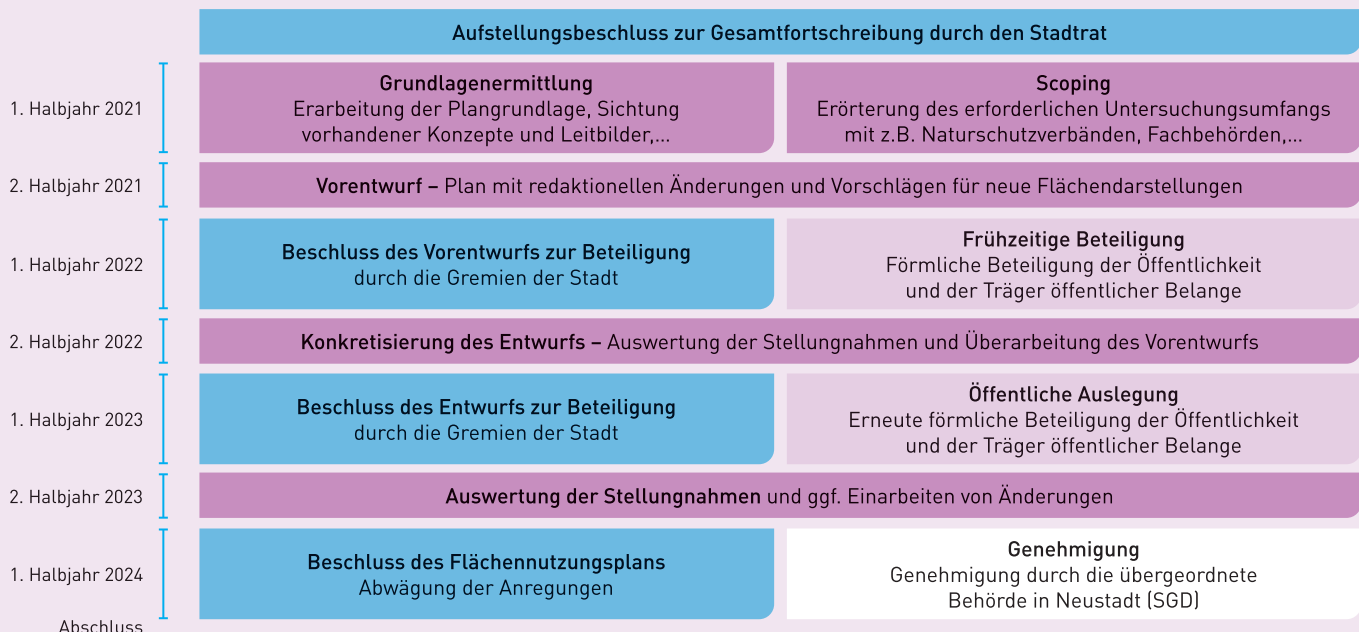 Aufstellungsbeschluss zur Gesamtfortschreibung durch den Stadtrat
1. Halbjahr 2021
Grundlagenermittlung
Erarbeitung der Plangrundlage, Sichtung
vorhandener Konzepte und Leitbilder,...
Scoping
Erörterung des erforderlichen Untersuchungsumfangs
mit z.B. Naturschutzverbänden, Fachbehörden,...
2. Halbjahr 2021
Vorentwurf – Plan mit redaktionellen Änderungen und Vorschlägen für neue Flächendarstellungen
1. Halbjahr 2022
Beschluss des Vorentwurfs zur Beteiligung
durch die Gremien der Stadt
Frühzeitige Beteiligung
Förmliche Beteiligung der Öffentlichkeit
und der Träger öffentlicher Belange
2. Halbjahr 2022
Konkretisierung des Entwurfs – Auswertung der Stellungnahmen und Überarbeitung des Vorentwurfs
1. Halbjahr 2023
Beschluss des Entwurfs zur Beteiligung
durch die Gremien der Stadt
Öffentliche Auslegung
Erneute förmliche Beteiligung der Öffentlichkeit
und der Träger öffentlicher Belange
2. Halbjahr 2023
Auswertung der Stellungnahmen und ggf. Einarbeiten von Änderungen
1. Halbjahr 2024
Beschluss des Flächennutzungsplans
Abwägung der Anregungen
Genehmigung
Genehmigung durch die übergeordnete
Behörde in Neustadt (SGD)
Abschluss